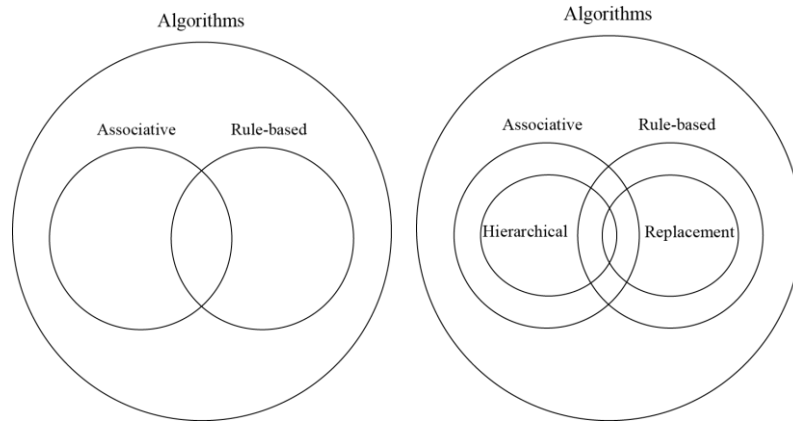 Algorithms
Associative Rule-based
Algorithms
Associative Rule-based
Hierarchical Replacement